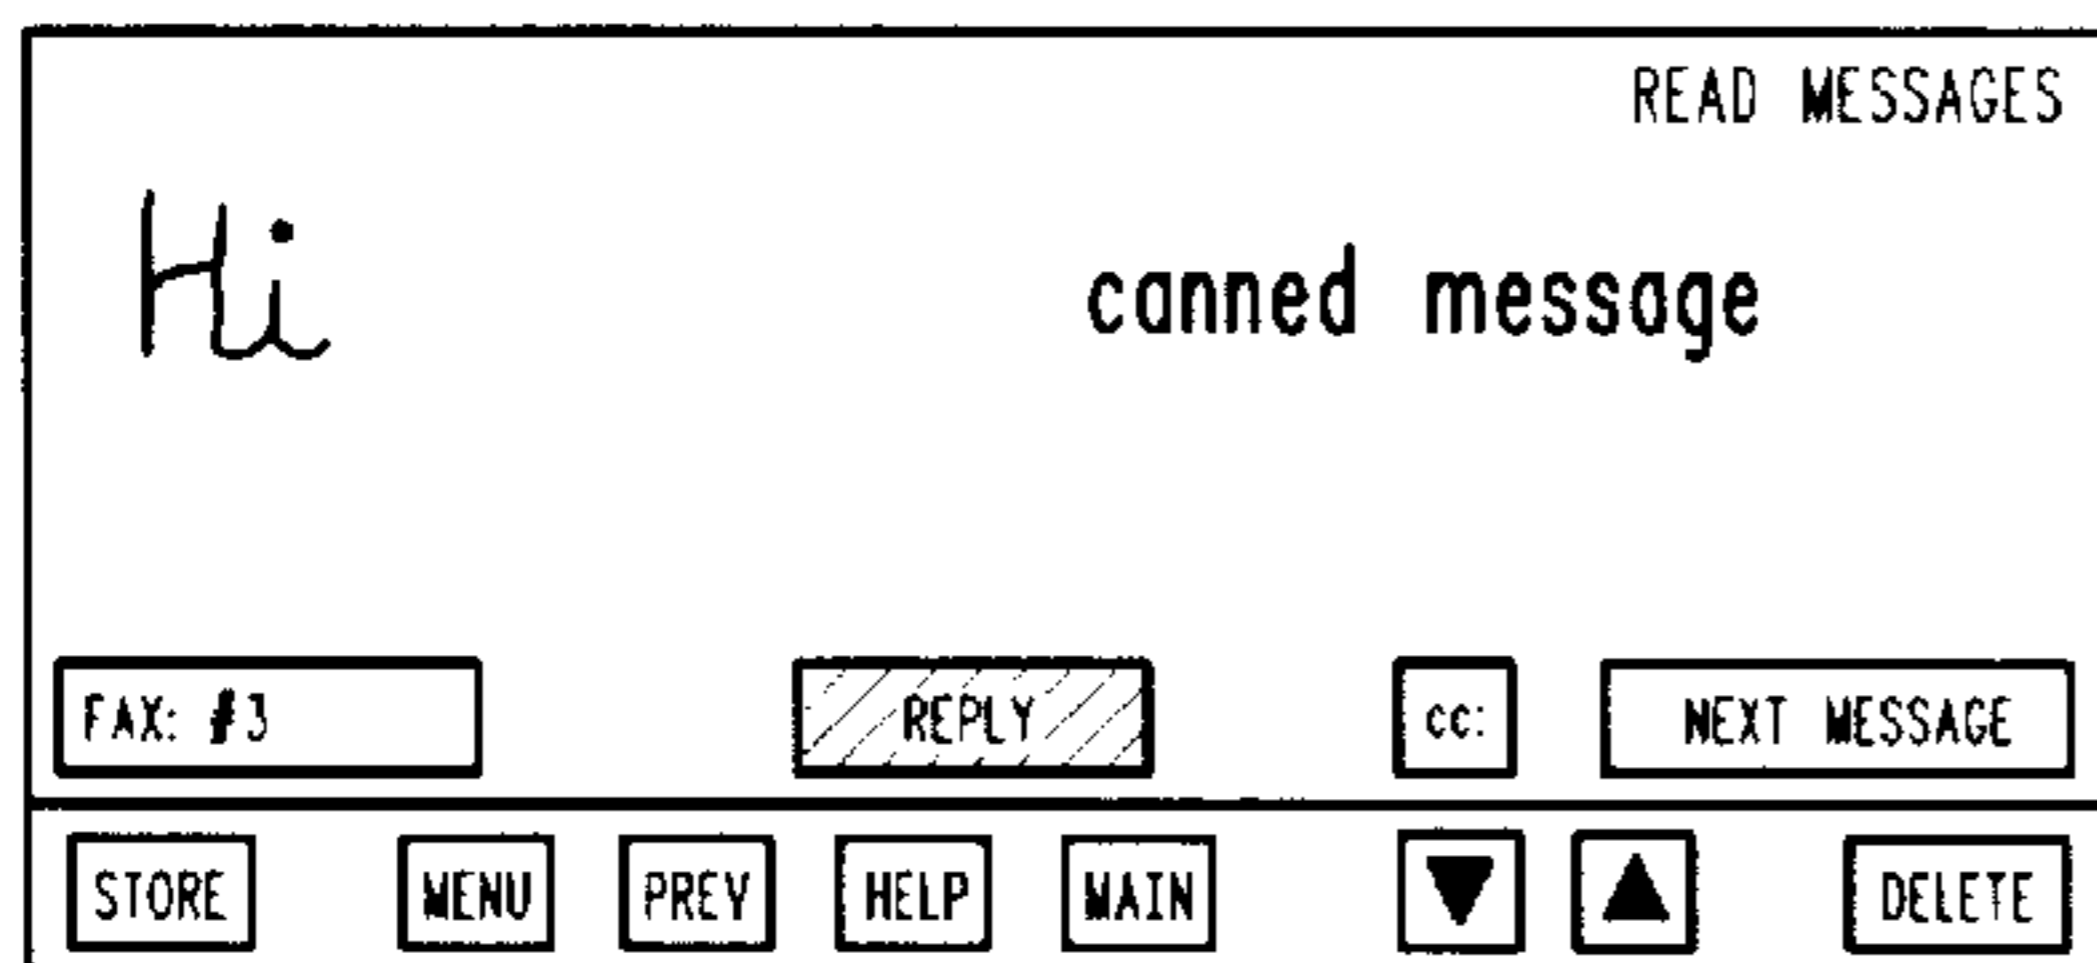 READ MESSAGES
Hi canned message
FAX: #3 REPLY cc: NEXT MESSAGE
STORE MENU PREV HELP MAIN ▼ ▲ DELETE